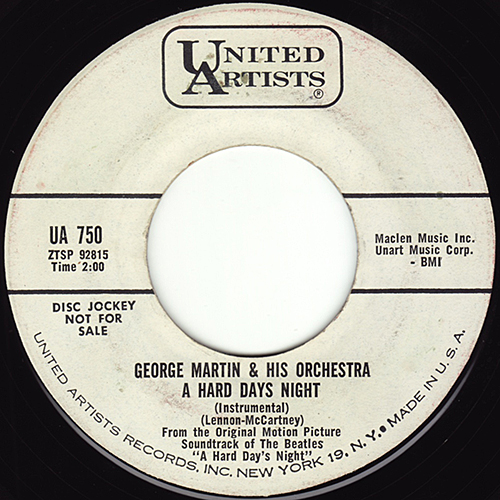 UNITED
ARTISTS
®
UA 750
ZTSP 92815
Time 2:00
Maclen Music Inc.
Unart Music Corp.
- BMI
DISC JOCKEY
NOT FOR
SALE
GEORGE MARTIN & HIS ORCHESTRA
A HARD DAYS NIGHT
(Instrumental)
(Lennon-McCartney)
From the Original Motion Picture
Soundtrack of The Beatles
"A Hard Day's Night"
UNITED ARTISTS RECORDS, INC. NEW YORK 19, N.Y. • MADE IN U.S.A.